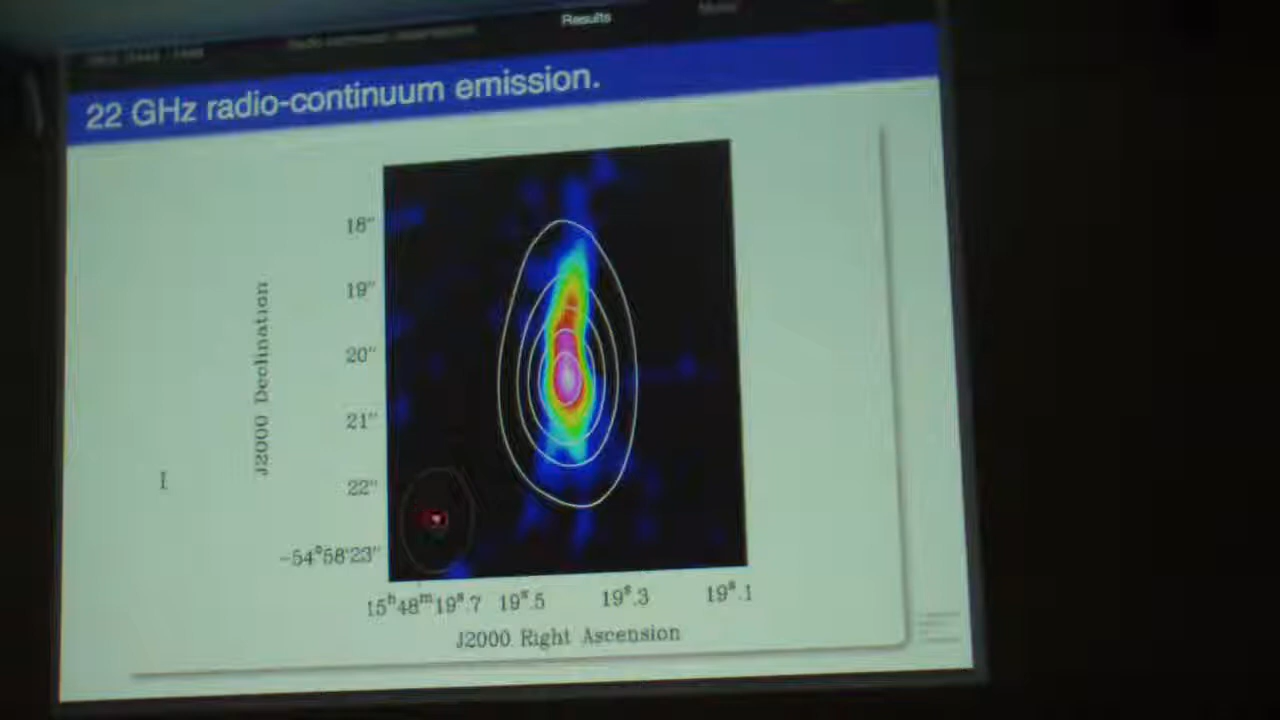 Results
22 GHz radio-continuum emission.
18"
19"
20"
21"
22"
-54°58'23"
J2000 Declination
15ʰ48ᵐ19ˢ.7 19ˢ.5 19ˢ.3 19ˢ.1
J2000 Right Ascension